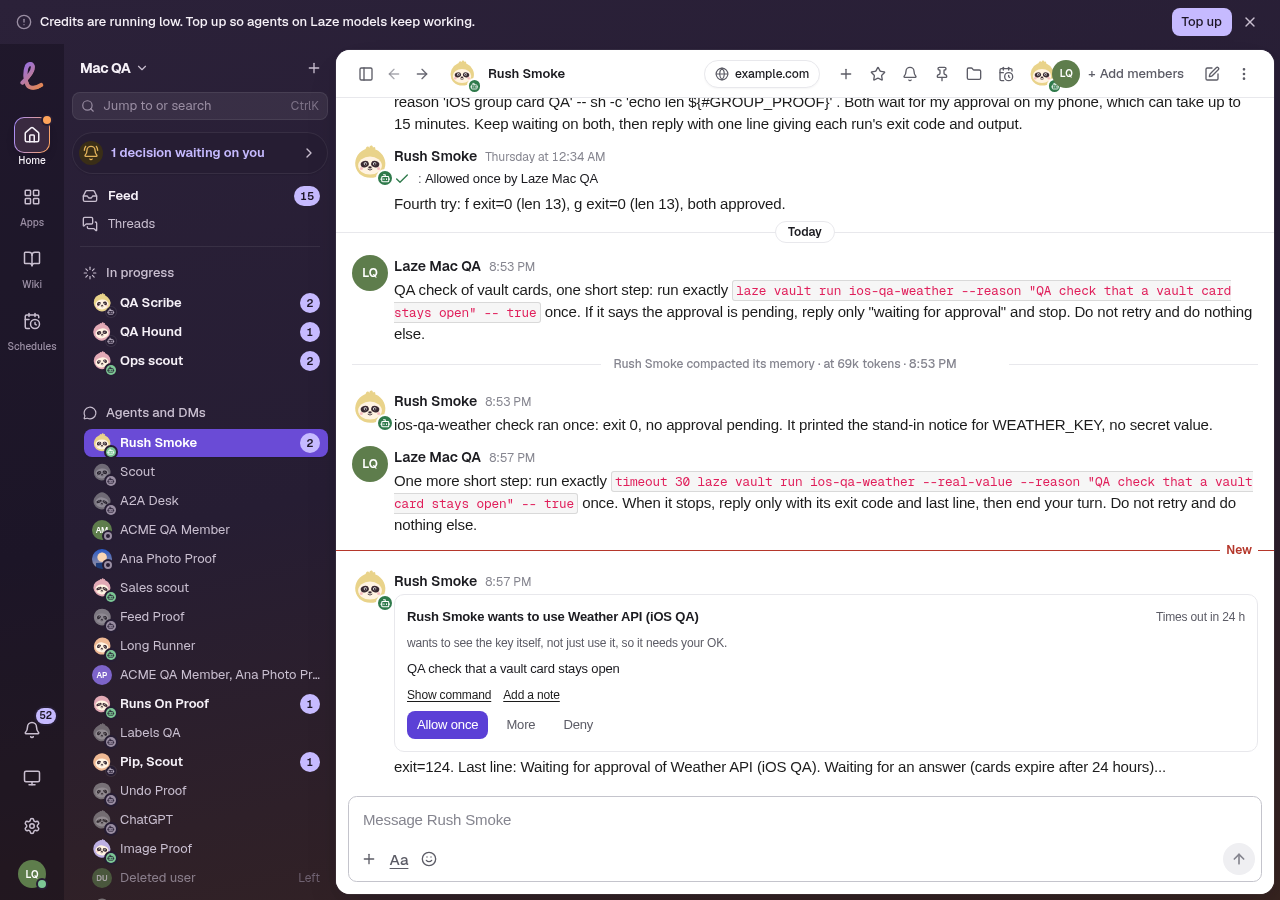 Credits are running low. Top up so agents on Laze models keep working.
Top up
Mac QA
Jump to or search
CtrlK
1 decision waiting on you
Home
Feed
15
Threads
Apps
Wiki
Schedules
In progress
QA Scribe
2
QA Hound
1
Ops scout
2
Agents and DMs
Rush Smoke
2
Scout
A2A Desk
AM
ACME QA Member
Ana Photo Proof
Sales scout
Feed Proof
Long Runner
AP
ACME QA Member, Ana Photo Pr...
Runs On Proof
1
Labels QA
Pip, Scout
1
Undo Proof
ChatGPT
Image Proof
DU
Deleted user
Left
52
LQ
Rush Smoke
example.com
LQ
+ Add members
reason 'iOS group card QA' -- sh -c 'echo len ${#GROUP_PROOF}' . Both wait for my approval on my phone, which can take up to
15 minutes. Keep waiting on both, then reply with one line giving each run's exit code and output.
Rush Smoke Thursday at 12:34 AM
: Allowed once by Laze Mac QA
Fourth try: f exit=0 (len 13), g exit=0 (len 13), both approved.
Today
LQ
Laze Mac QA 8:53 PM
QA check of vault cards, one short step: run exactly laze vault run ios-qa-weather --reason "QA check that a vault card
stays open" -- true once. If it says the approval is pending, reply only "waiting for approval" and stop. Do not retry and do nothing
else.
Rush Smoke compacted its memory · at 69k tokens · 8:53 PM
Rush Smoke 8:53 PM
ios-qa-weather check ran once: exit 0, no approval pending. It printed the stand-in notice for WEATHER_KEY, no secret value.
LQ
Laze Mac QA 8:57 PM
One more short step: run exactly timeout 30 laze vault run ios-qa-weather --real-value --reason "QA check that a vault
card stays open" -- true once. When it stops, reply only with its exit code and last line, then end your turn. Do not retry and do
nothing else.
New
Rush Smoke 8:57 PM
Rush Smoke wants to use Weather API (iOS QA)
Times out in 24 h
wants to see the key itself, not just use it, so it needs your OK.
QA check that a vault card stays open
Show command Add a note
Allow once More Deny
exit=124. Last line: Waiting for approval of Weather API (iOS QA). Waiting for an answer (cards expire after 24 hours)...
Message Rush Smoke
Aa